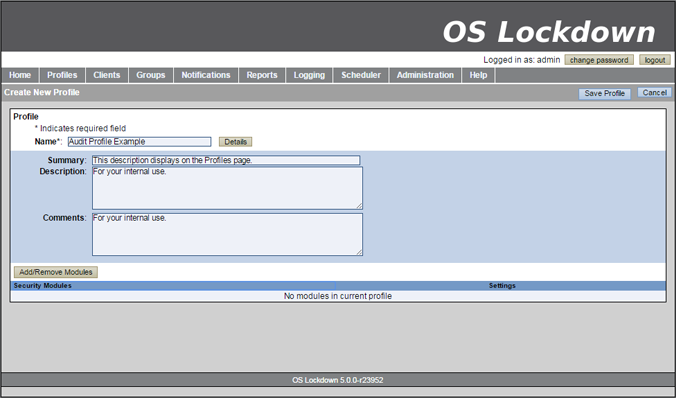 OS Lockdown
Logged in as: admin change password logout
Home Profiles Clients Groups Notifications Reports Logging Scheduler Administration Help
Create New Profile Save Profile Cancel
Profile
* Indicates required field
Name*: Audit Profile Example Details
Summary: This description displays on the Profiles page.
Description: For your internal use.
Comments: For your internal use.
Add/Remove Modules
Security Modules Settings
No modules in current profile
OS Lockdown 5.0.0-r23952